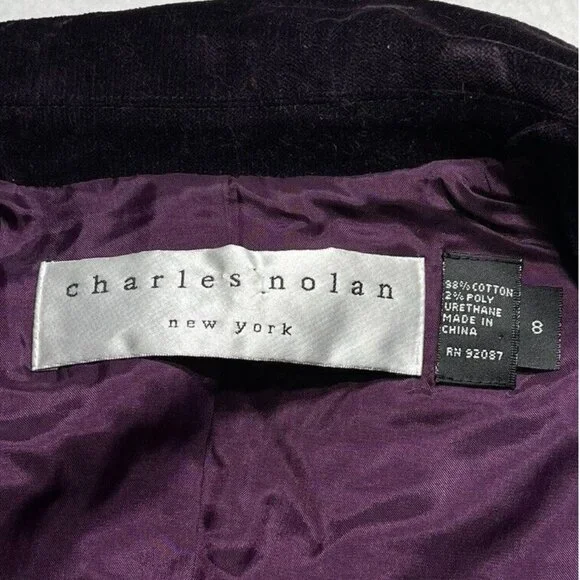 charles nolan
new york
98% COTTON
2% POLY
URETHANE
MADE IN
CHINA
RN 92087
8